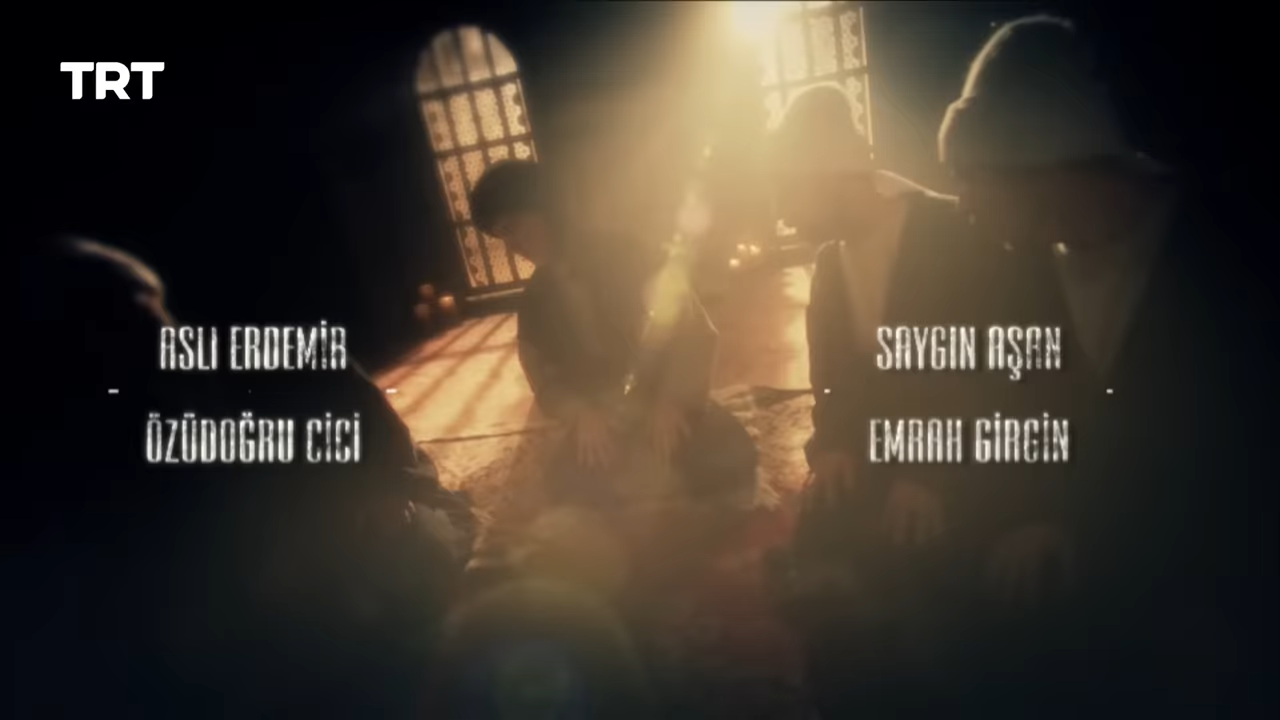 TRT
ASLI ERDEMİR
ÖZÜDOĞRU CİCİ
SAYGIN AŞAN
EMRAH GİRGİN